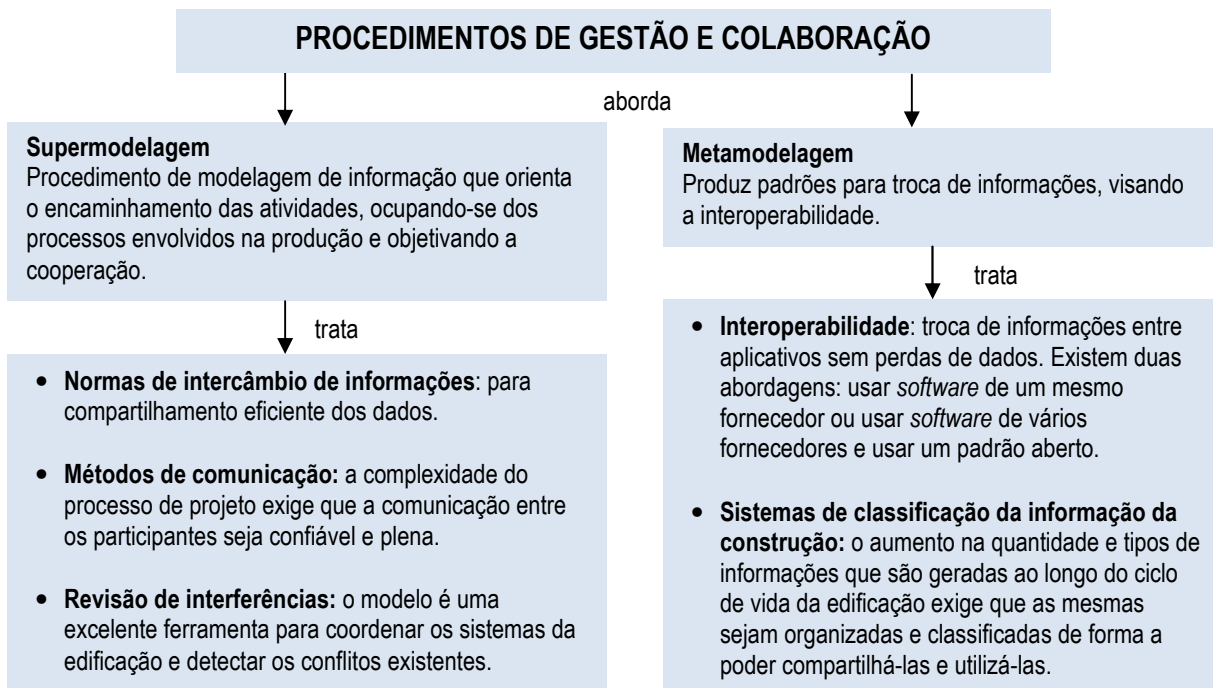 PROCEDIMENTOS DE GESTÃO E COLABORAÇÃO
aborda
Supermodelagem
Procedimento de modelagem de informação que orienta
o encaminhamento das atividades, ocupando-se dos
processos envolvidos na produção e objetivando a
cooperação.
trata
• Normas de intercâmbio de informações: para
compartilhamento eficiente dos dados.
• Métodos de comunicação: a complexidade do
processo de projeto exige que a comunicação entre
os participantes seja confiável e plena.
• Revisão de interferências: o modelo é uma
excelente ferramenta para coordenar os sistemas da
edificação e detectar os conflitos existentes.
Metamodelagem
Produz padrões para troca de informações, visando
a interoperabilidade.
trata
• Interoperabilidade: troca de informações entre
aplicativos sem perdas de dados. Existem duas
abordagens: usar software de um mesmo
fornecedor ou usar software de vários
fornecedores e usar um padrão aberto.
• Sistemas de classificação da informação da
construção: o aumento na quantidade e tipos de
informações que são geradas ao longo do ciclo
de vida da edificação exige que as mesmas
sejam organizadas e classificadas de forma a
poder compartilhá-las e utilizá-las.